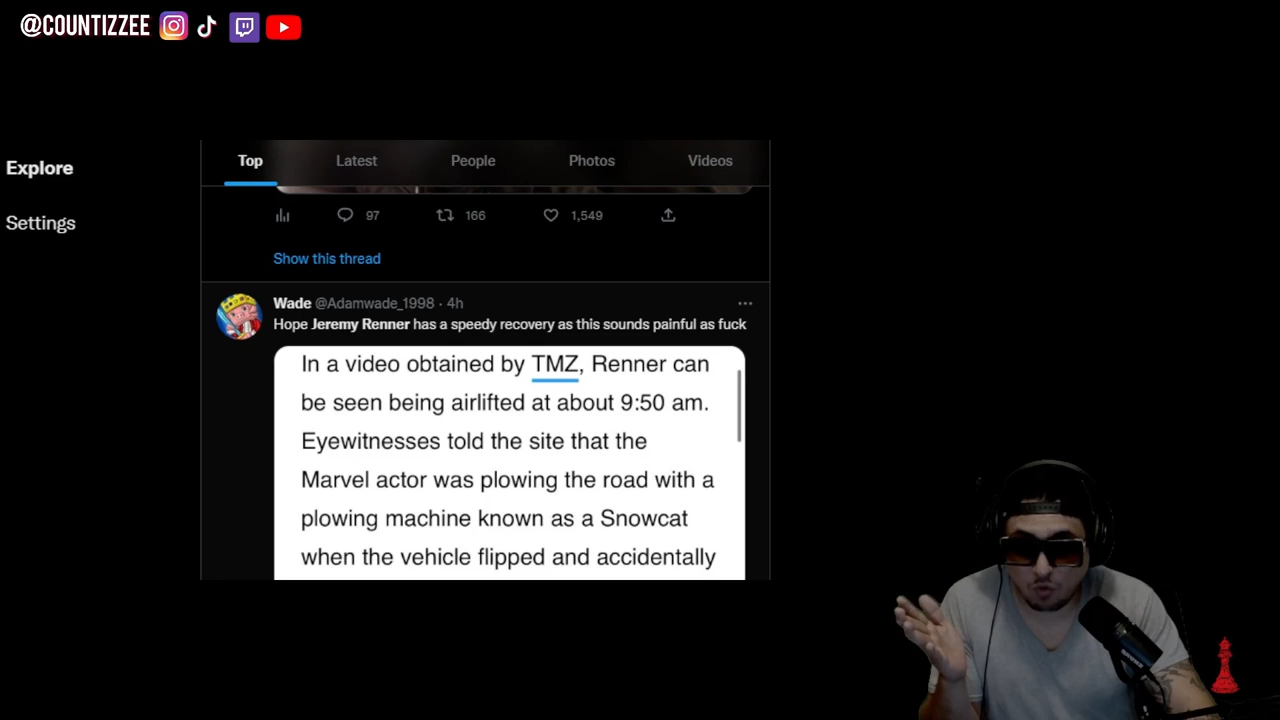 @COUNTIZZEE
Explore
Settings
Top Latest People Photos Videos
97 166 1,549
Show this thread
Wade @Adamwade_1998 · 4h
Hope Jeremy Renner has a speedy recovery as this sounds painful as fuck
In a video obtained by TMZ, Renner can
be seen being airlifted at about 9:50 am.
Eyewitnesses told the site that the
Marvel actor was plowing the road with a
plowing machine known as a Snowcat
when the vehicle flipped and accidentally